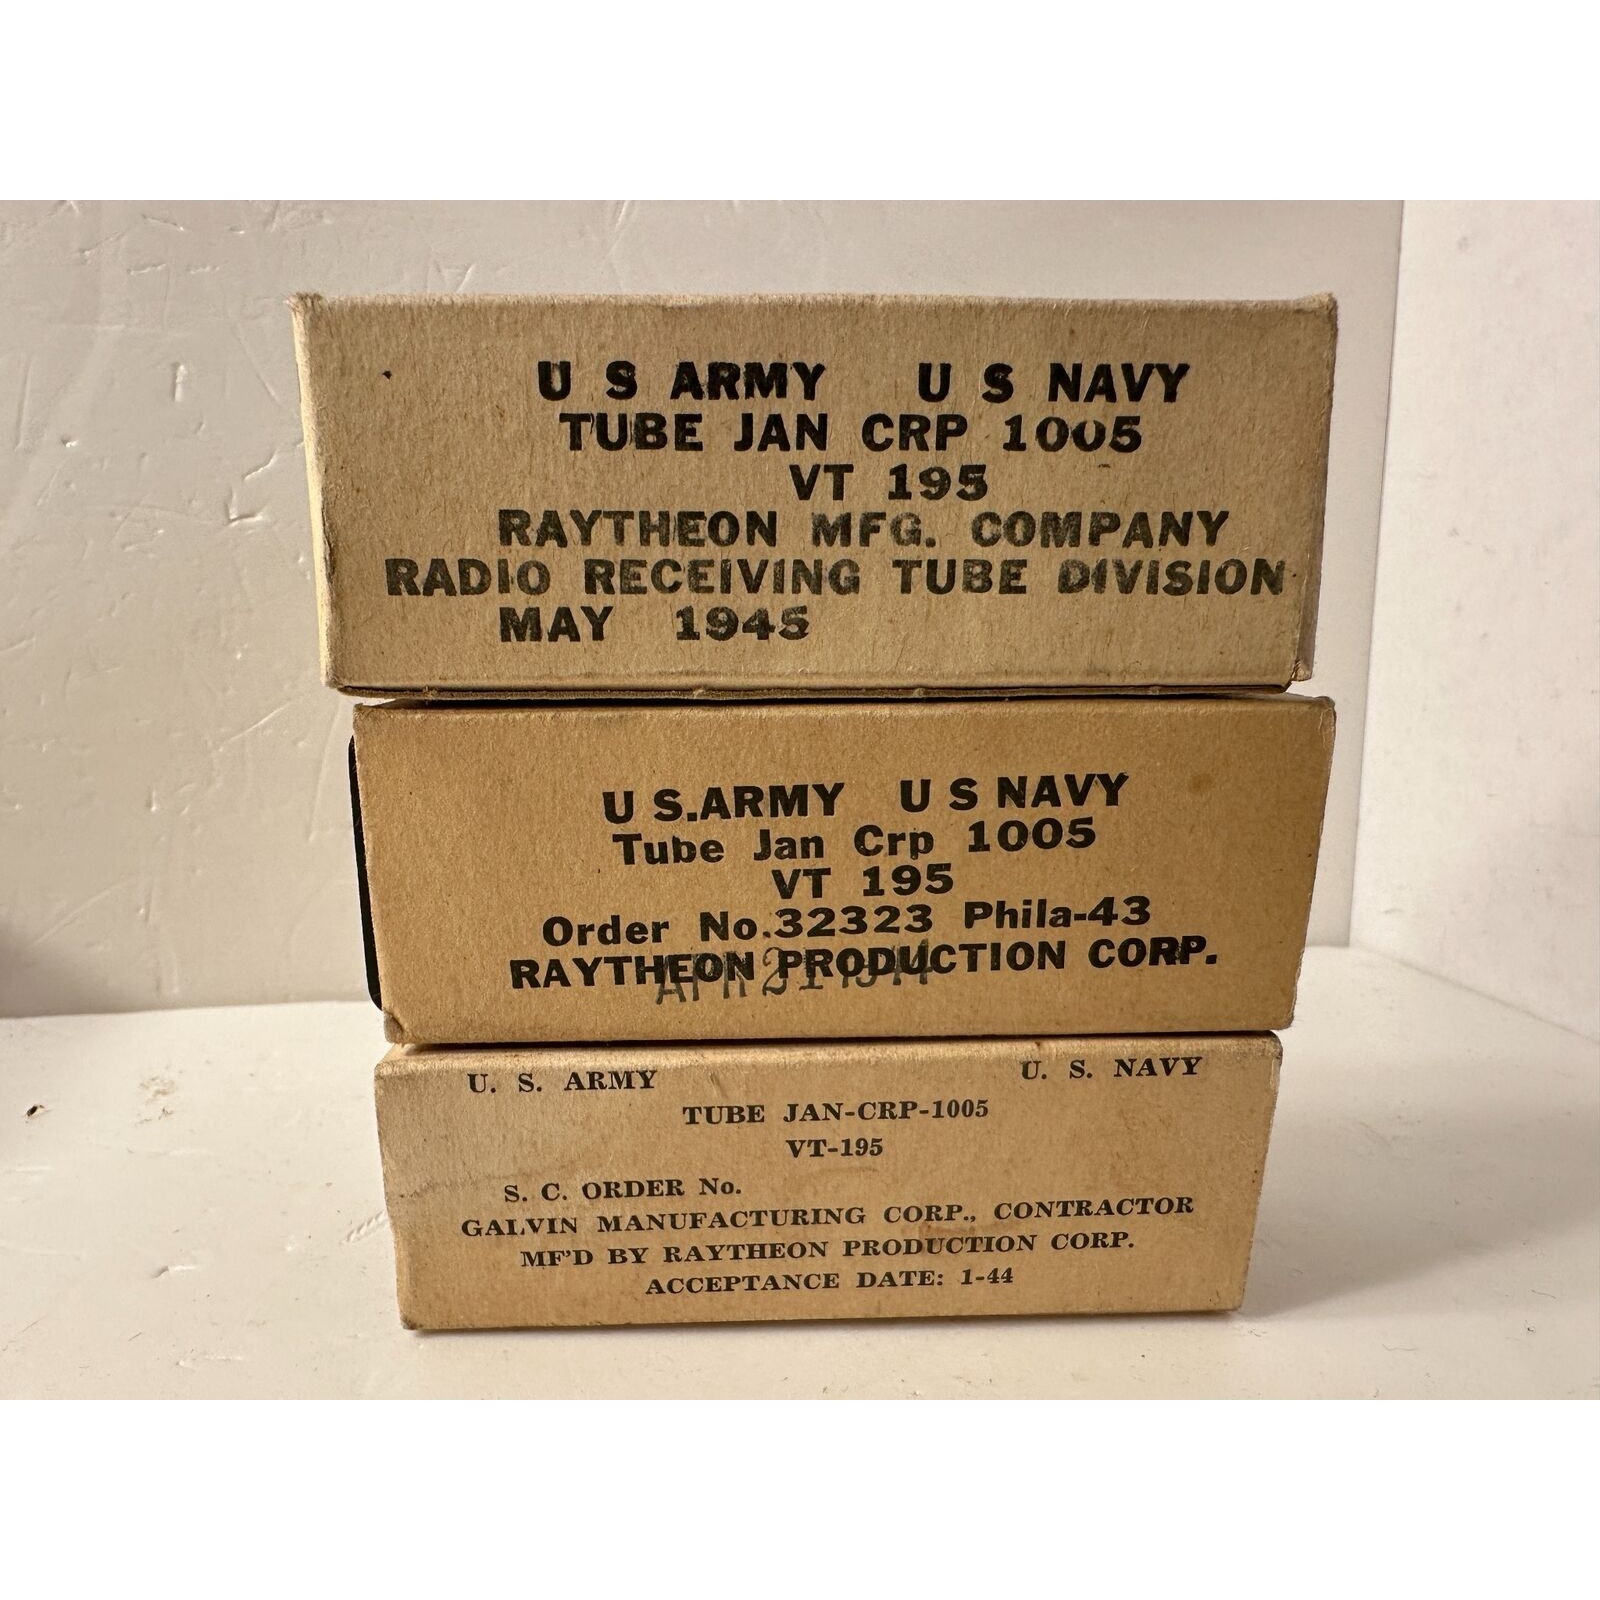 U S ARMY U S NAVY
TUBE JAN CRP 1005
VT 195
RAYTHEON MFG. COMPANY
RADIO RECEIVING TUBE DIVISION
MAY 1945
U S.ARMY U S NAVY
Tube Jan Crp 1005
VT 195
Order No.32323 Phila-43
RAYTHEON PRODUCTION CORP.
U. S. ARMY U. S. NAVY
TUBE JAN-CRP-1005
VT-195
S. C. ORDER No.
GALVIN MANUFACTURING CORP., CONTRACTOR
MF'D BY RAYTHEON PRODUCTION CORP.
ACCEPTANCE DATE: 1-44